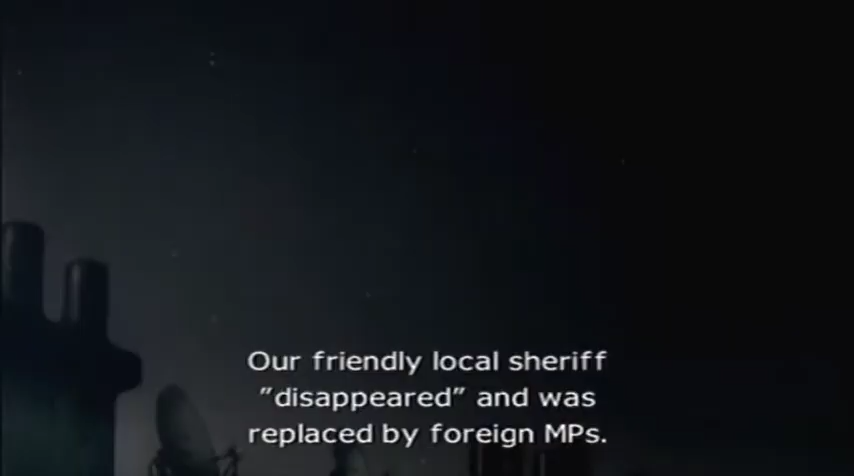 Our friendly local sheriff
"disappeared" and was
replaced by foreign MPs.